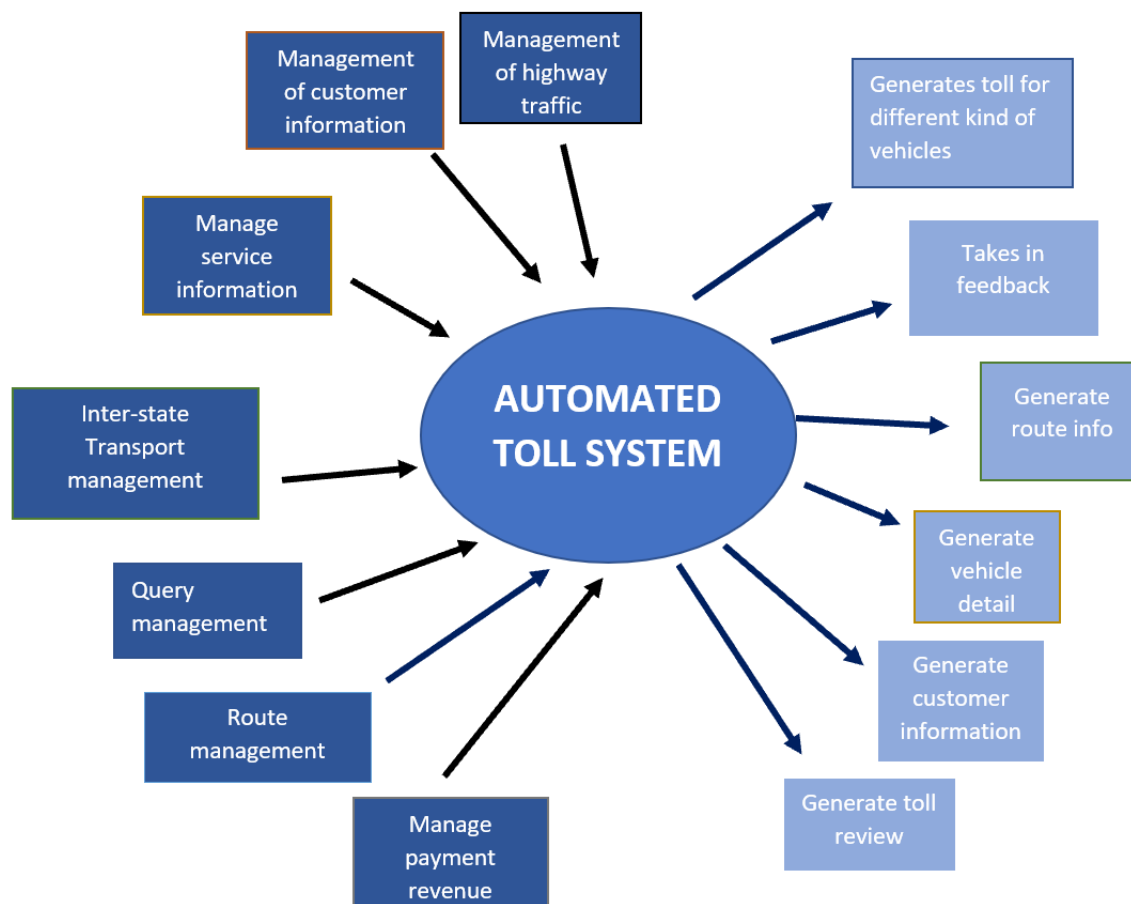 Management
of customer
information
Management
of highway
traffic
Generates toll for
different kind of
vehicles
Manage
service
information
Takes in
feedback
AUTOMATED
TOLL SYSTEM
Generate
route info
Inter-state
Transport
management
Generate
vehicle
detail
Query
management
Generate
customer
information
Route
management
Generate toll
review
Manage
payment
revenue